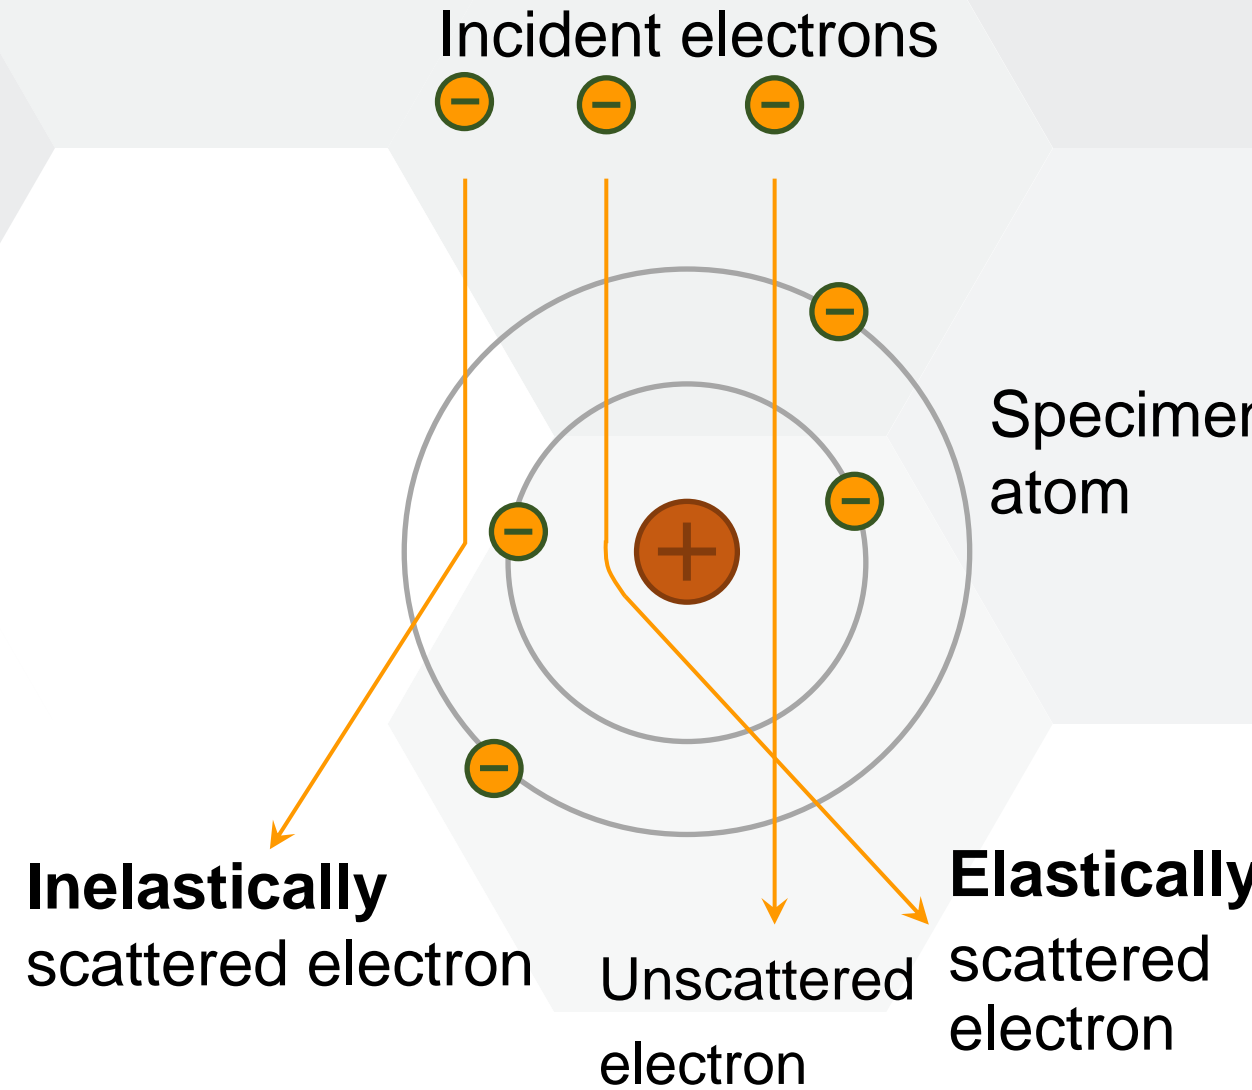 Incident electrons
Specimen
atom
Inelastically
scattered electron
Unscattered
electron
Elastically
scattered
electron